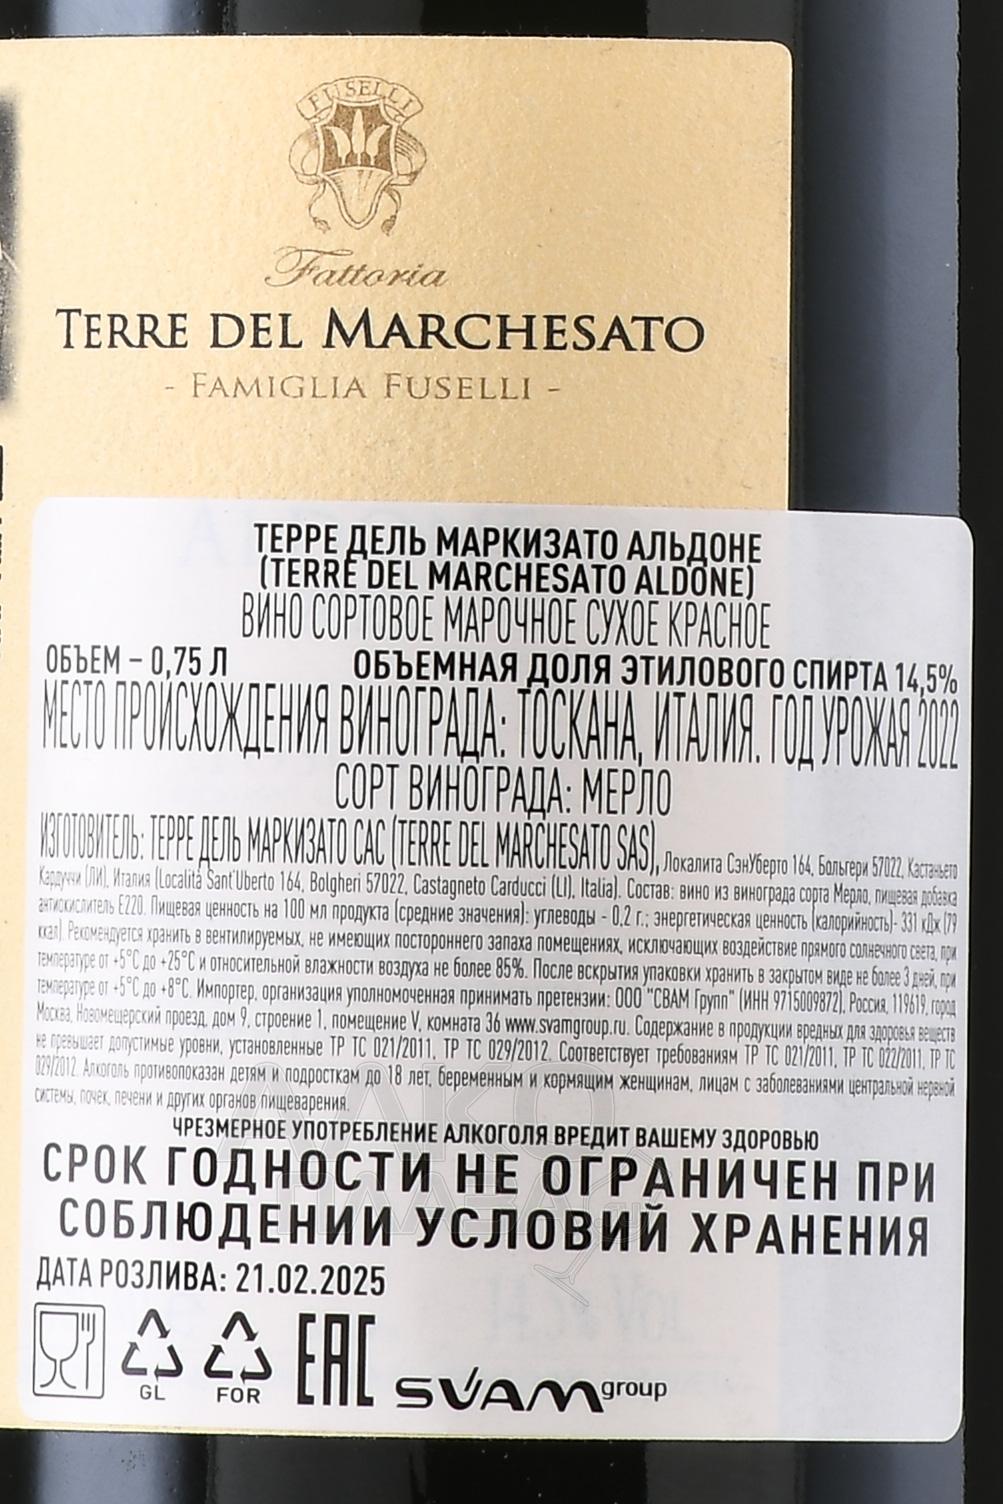 FUSELLI
Fattoria
TERRE DEL MARCHESATO
- FAMIGLIA FUSELLI -
ТЕРРЕ ДЕЛЬ МАРКИЗАТО АЛЬДОНЕ
(TERRE DEL MARCHESATO ALDONE)
ВИНО СОРТОВОЕ МАРОЧНОЕ СУХОЕ КРАСНОЕ
ОБЪЕМ – 0,75 Л ОБЪЕМНАЯ ДОЛЯ ЭТИЛОВОГО СПИРТА 14,5%
МЕСТО ПРОИСХОЖДЕНИЯ ВИНОГРАДА: ТОСКАНА, ИТАЛИЯ. ГОД УРОЖАЯ 2022
СОРТ ВИНОГРАДА: МЕРЛО
ИЗГОТОВИТЕЛЬ: ТЕРРЕ ДЕЛЬ МАРКИЗАТО САС (TERRE DEL MARCHESATO SAS), Локалита СэнУберто 164, Больгери 57022, Кастаньето
Кардуччи (ЛИ), Италия (Località Sant'Uberto 164, Bolgheri 57022, Castagneto Carducci (LI), Italia). Состав: вино из винограда сорта Мерло, пищевая добавка
антиокислитель Е220. Пищевая ценность на 100 мл продукта (средние значения): углеводы - 0,2 г.; энергетическая ценность (калорийность)- 331 кДж (79
ккал). Рекомендуется хранить в вентилируемых, не имеющих постороннего запаха помещениях, исключающих воздействие прямого солнечного света, при
температуре от +5°С до +25°С и относительной влажности воздуха не более 85%. После вскрытия упаковки хранить в закрытом виде не более 3 дней, при
температуре от +5°С до +8°С. Импортер, организация уполномоченная принимать претензии: ООО "СВАМ Групп" (ИНН 9715009872), Россия, 119619, город
Москва, Новомещерский проезд, дом 9, строение 1, помещение V, комната 36 www.svamgroup.ru. Содержание в продукции вредных для здоровья веществ
не превышает допустимые уровни, установленные ТР ТС 021/2011, ТР ТС 029/2012. Соответствует требованиям ТР ТС 021/2011, ТР ТС 022/2011, ТР ТС
029/2012. Алкоголь противопоказан детям и подросткам до 18 лет, беременным и кормящим женщинам, лицам с заболеваниями центральной нервной
системы, почек, печени и других органов пищеварения.
ЧРЕЗМЕРНОЕ УПОТРЕБЛЕНИЕ АЛКОГОЛЯ ВРЕДИТ ВАШЕМУ ЗДОРОВЬЮ
СРОК ГОДНОСТИ НЕ ОГРАНИЧЕН ПРИ
СОБЛЮДЕНИИ УСЛОВИЙ ХРАНЕНИЯ
ДАТА РОЗЛИВА: 21.02.2025
GL FOR EAC SVAM group